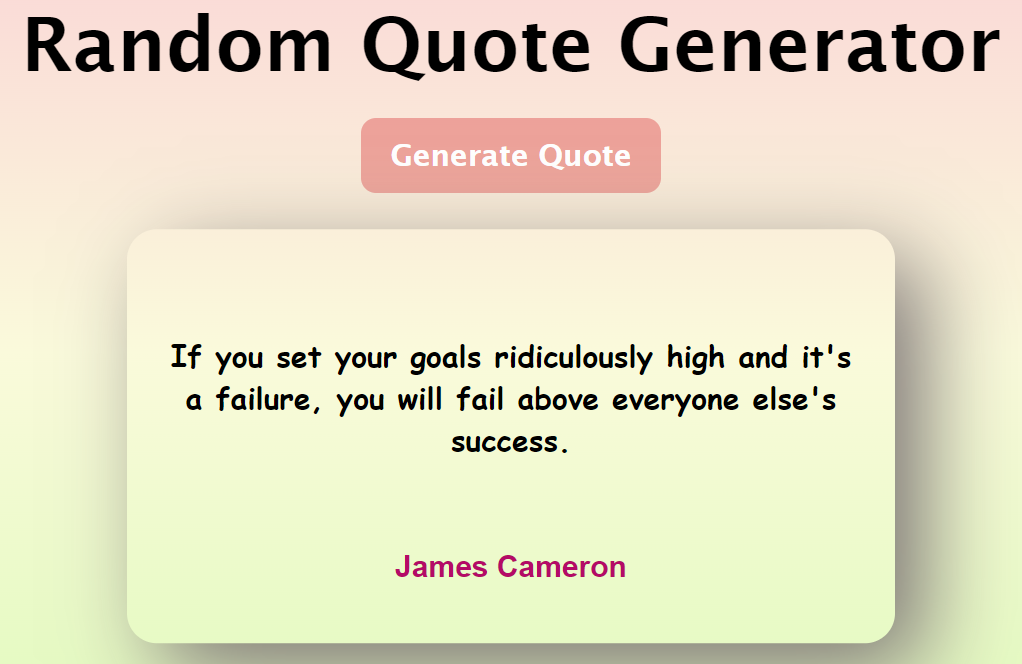 Random Quote Generator
Generate Quote
If you set your goals ridiculously high and it's
a failure, you will fail above everyone else's
success.
James Cameron